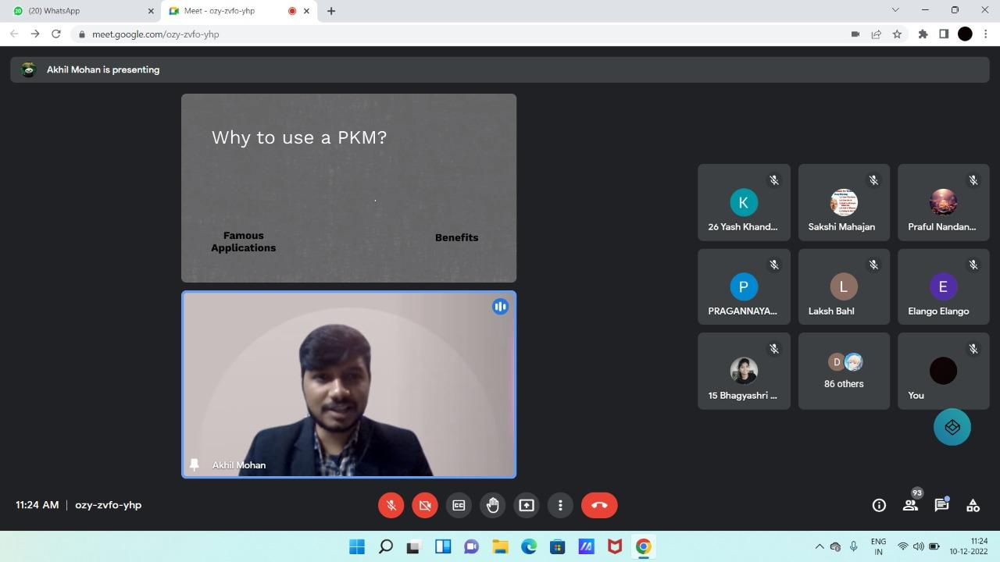 (20) WhatsApp
Meet - ozy-zvfo-yhp
meet.google.com/ozy-zvfo-yhp
Akhil Mohan is presenting
Why to use a PKM?
Famous
Applications
Benefits
K
26 Yash Khand...
Sakshi Mahajan
Praful Nandan...
P
PRAGANNAYA...
L
Laksh Bahl
E
Elango Elango
15 Bhagyashri ...
D
86 others
You
Akhil Mohan
11:24 AM | ozy-zvfo-yhp
93
ENG
IN
11:24
10-12-2022